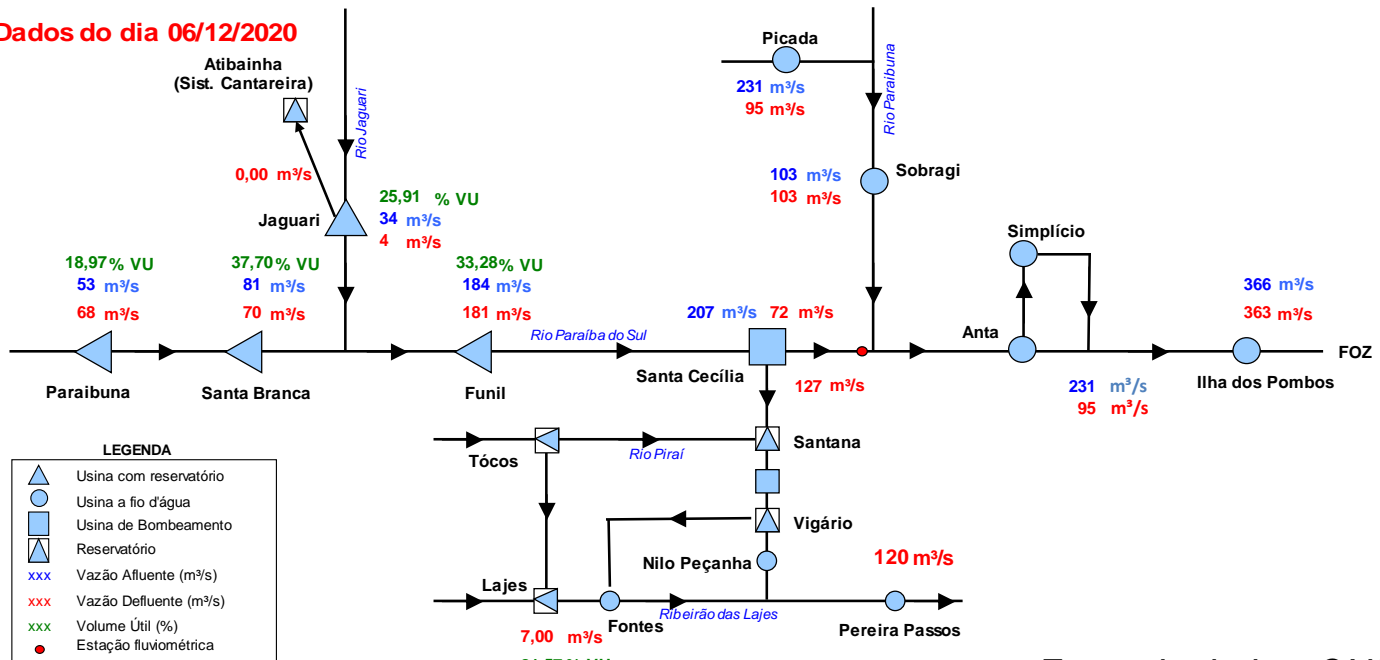 Dados do dia 06/12/2020
Atibainha
(Sist. Cantareira)
Rio Jaguari
0,00 m³/s
Jaguari
25,91 % VU
34 m³/s
4 m³/s
Picada
231 m³/s
95 m³/s
Rio Paraibuna
103 m³/s
103 m³/s
Sobragi
18,97 % VU
53 m³/s
68 m³/s
Paraibuna
37,70 % VU
81 m³/s
70 m³/s
Santa Branca
33,28 % VU
184 m³/s
181 m³/s
Funil
Rio Paraíba do Sul
207 m³/s 72 m³/s
Santa Cecília
127 m³/s
Simplício
Anta
231 m³/s
95 m³/s
366 m³/s
363 m³/s
Ilha dos Pombos
FOZ
Tócos
Rio Piraí
Santana
Vigário
Nilo Peçanha
120 m³/s
Lajes
Fontes
Ribeirão das Lajes
Pereira Passos
7,00 m³/s
LEGENDA
Usina com reservatório
Usina a fio d'água
Usina de Bombeamento
Reservatório
xxx Vazão Afluente (m³/s)
xxx Vazão Defluente (m³/s)
xxx Volume Útil (%)
Estação fluviométrica